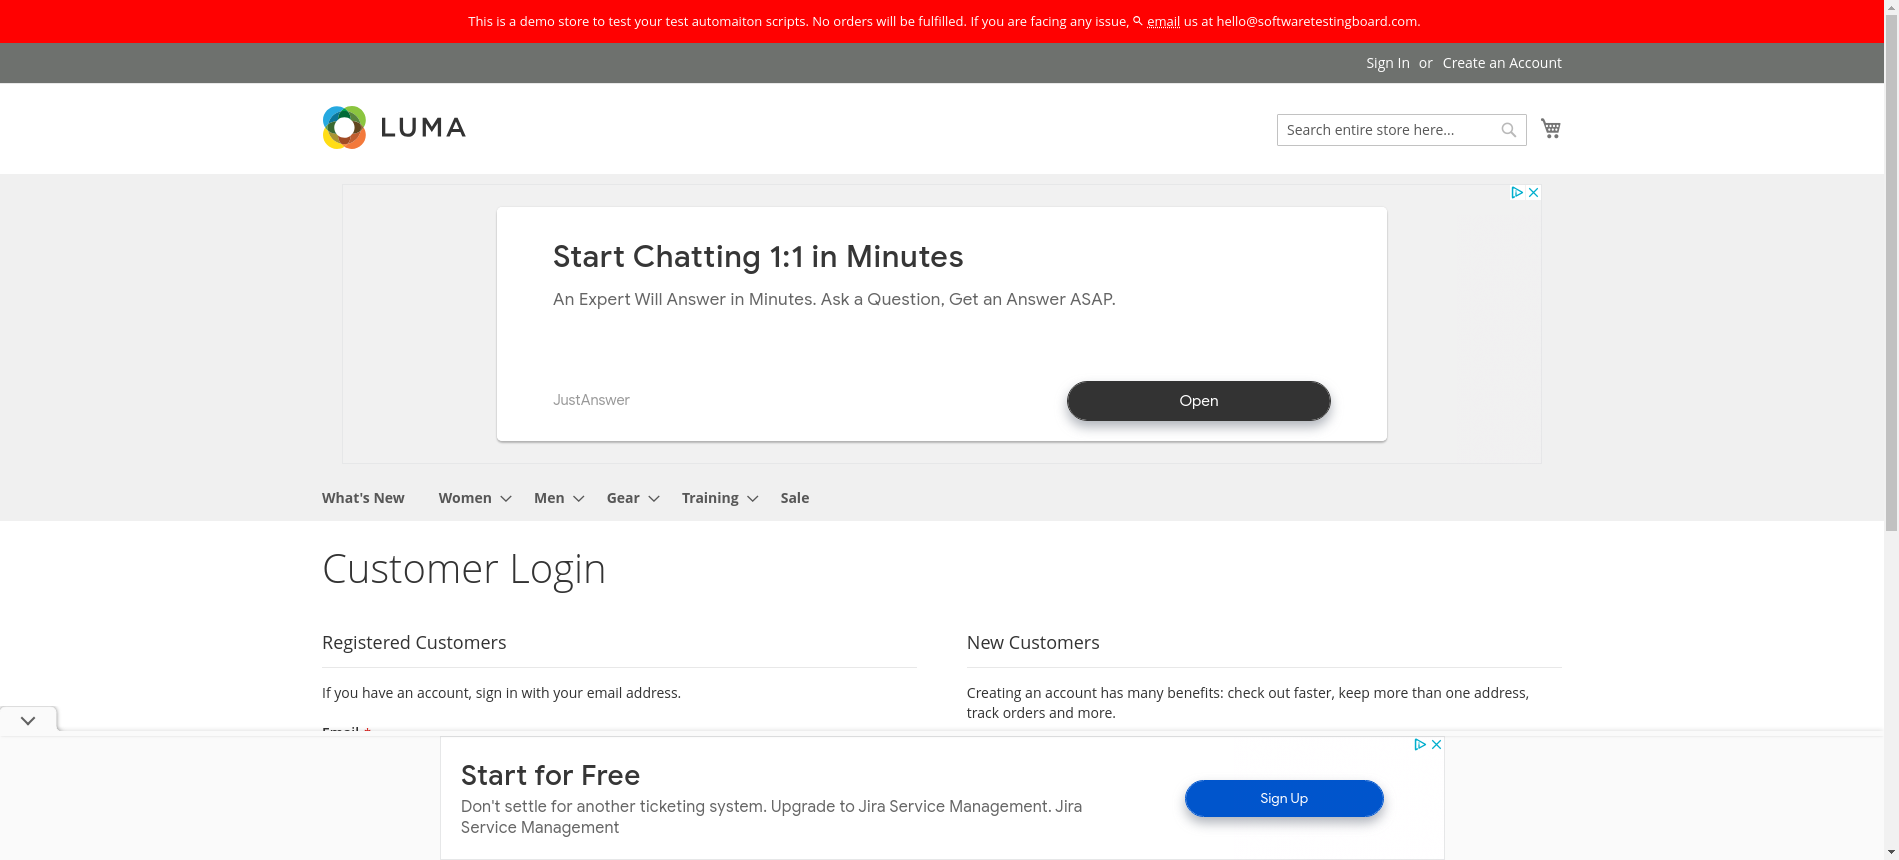 This is a demo store to test your test automaiton scripts. No orders will be fulfilled. If you are facing any issue, email us at hello@softwaretestingboard.com.
Sign In or Create an Account
LUMA
Search entire store here...
Start Chatting 1:1 in Minutes
An Expert Will Answer in Minutes. Ask a Question, Get an Answer ASAP.
JustAnswer
Open
What's New Women Men Gear Training Sale
Customer Login
Registered Customers
If you have an account, sign in with your email address.
Email *
New Customers
Creating an account has many benefits: check out faster, keep more than one address,
track orders and more.
Start for Free
Don't settle for another ticketing system. Upgrade to Jira Service Management. Jira
Service Management
Sign Up